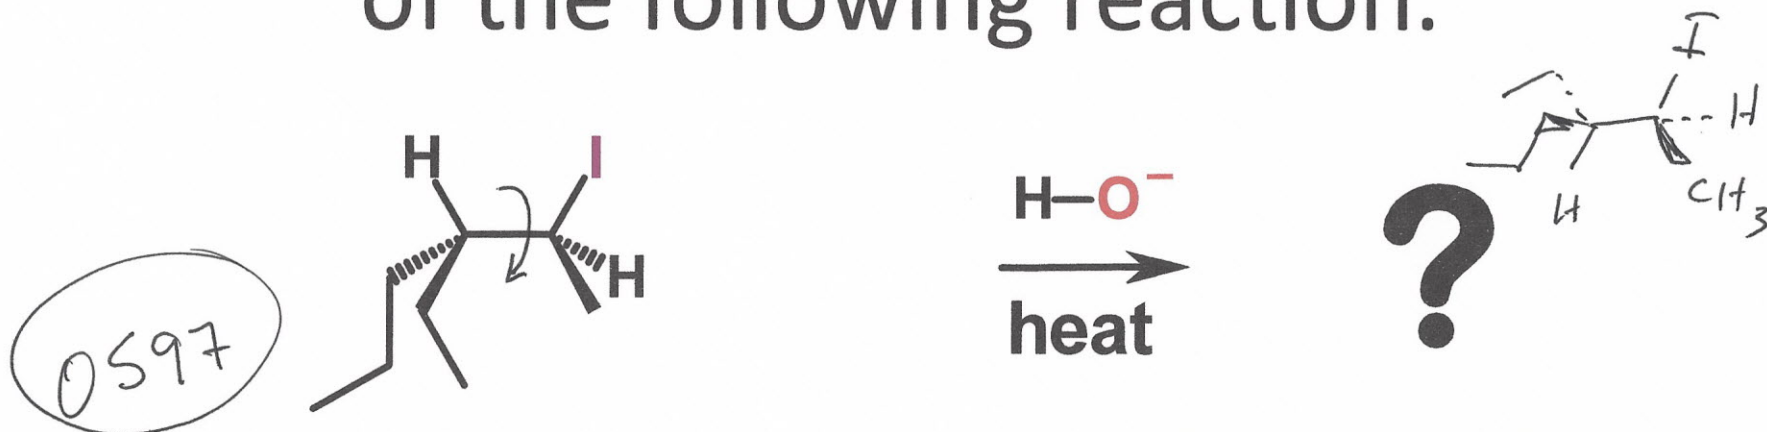 of the following reaction.
I
H
H
CH3
H I
H
H–O⁻
heat
?
0597